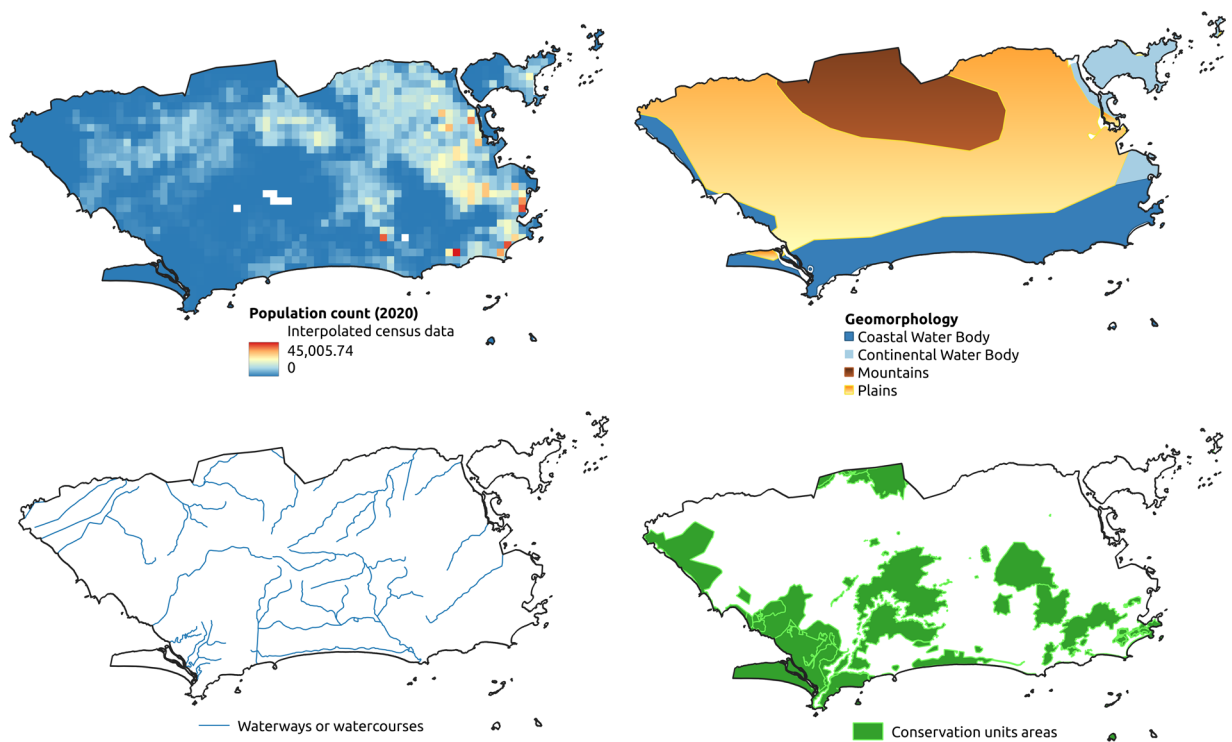 Population count (2020)
Interpolated census data
45,005.74
0
Geomorphology
Coastal Water Body
Continental Water Body
Mountains
Plains
Waterways or watercourses
Conservation units areas